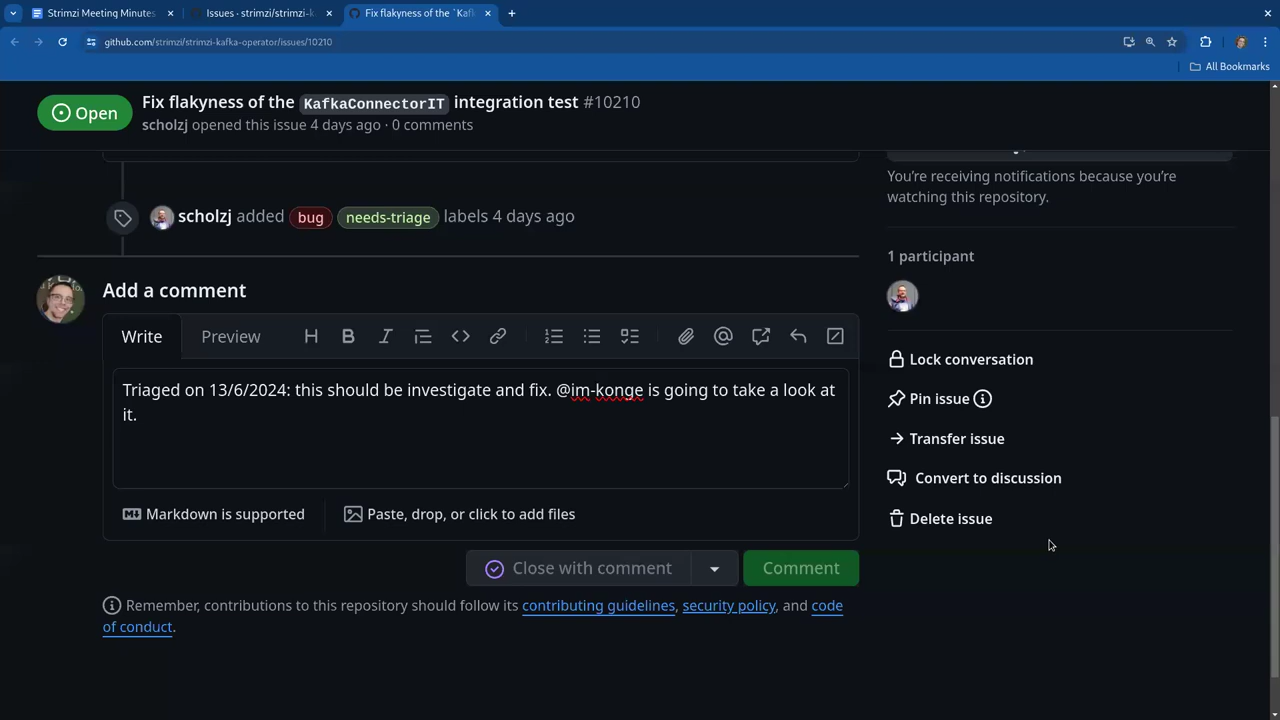 Strimzi Meeting Minutes
Issues · strimzi/strimzi-k
Fix flakyness of the `Kaf
github.com/strimzi/strimzi-kafka-operator/issues/10210
All Bookmarks
Open
Fix flakyness of the KafkaConnectorIT integration test #10210
scholzj opened this issue 4 days ago · 0 comments
You're receiving notifications because you're
watching this repository.
scholzj added bug needs-triage labels 4 days ago
1 participant
Add a comment
Write
Preview
Triaged on 13/6/2024: this should be investigate and fix. @im-konge is going to take a look at
it.
Markdown is supported
Paste, drop, or click to add files
Close with comment
Comment
Remember, contributions to this repository should follow its contributing guidelines, security policy, and code
of conduct.
Lock conversation
Pin issue
Transfer issue
Convert to discussion
Delete issue